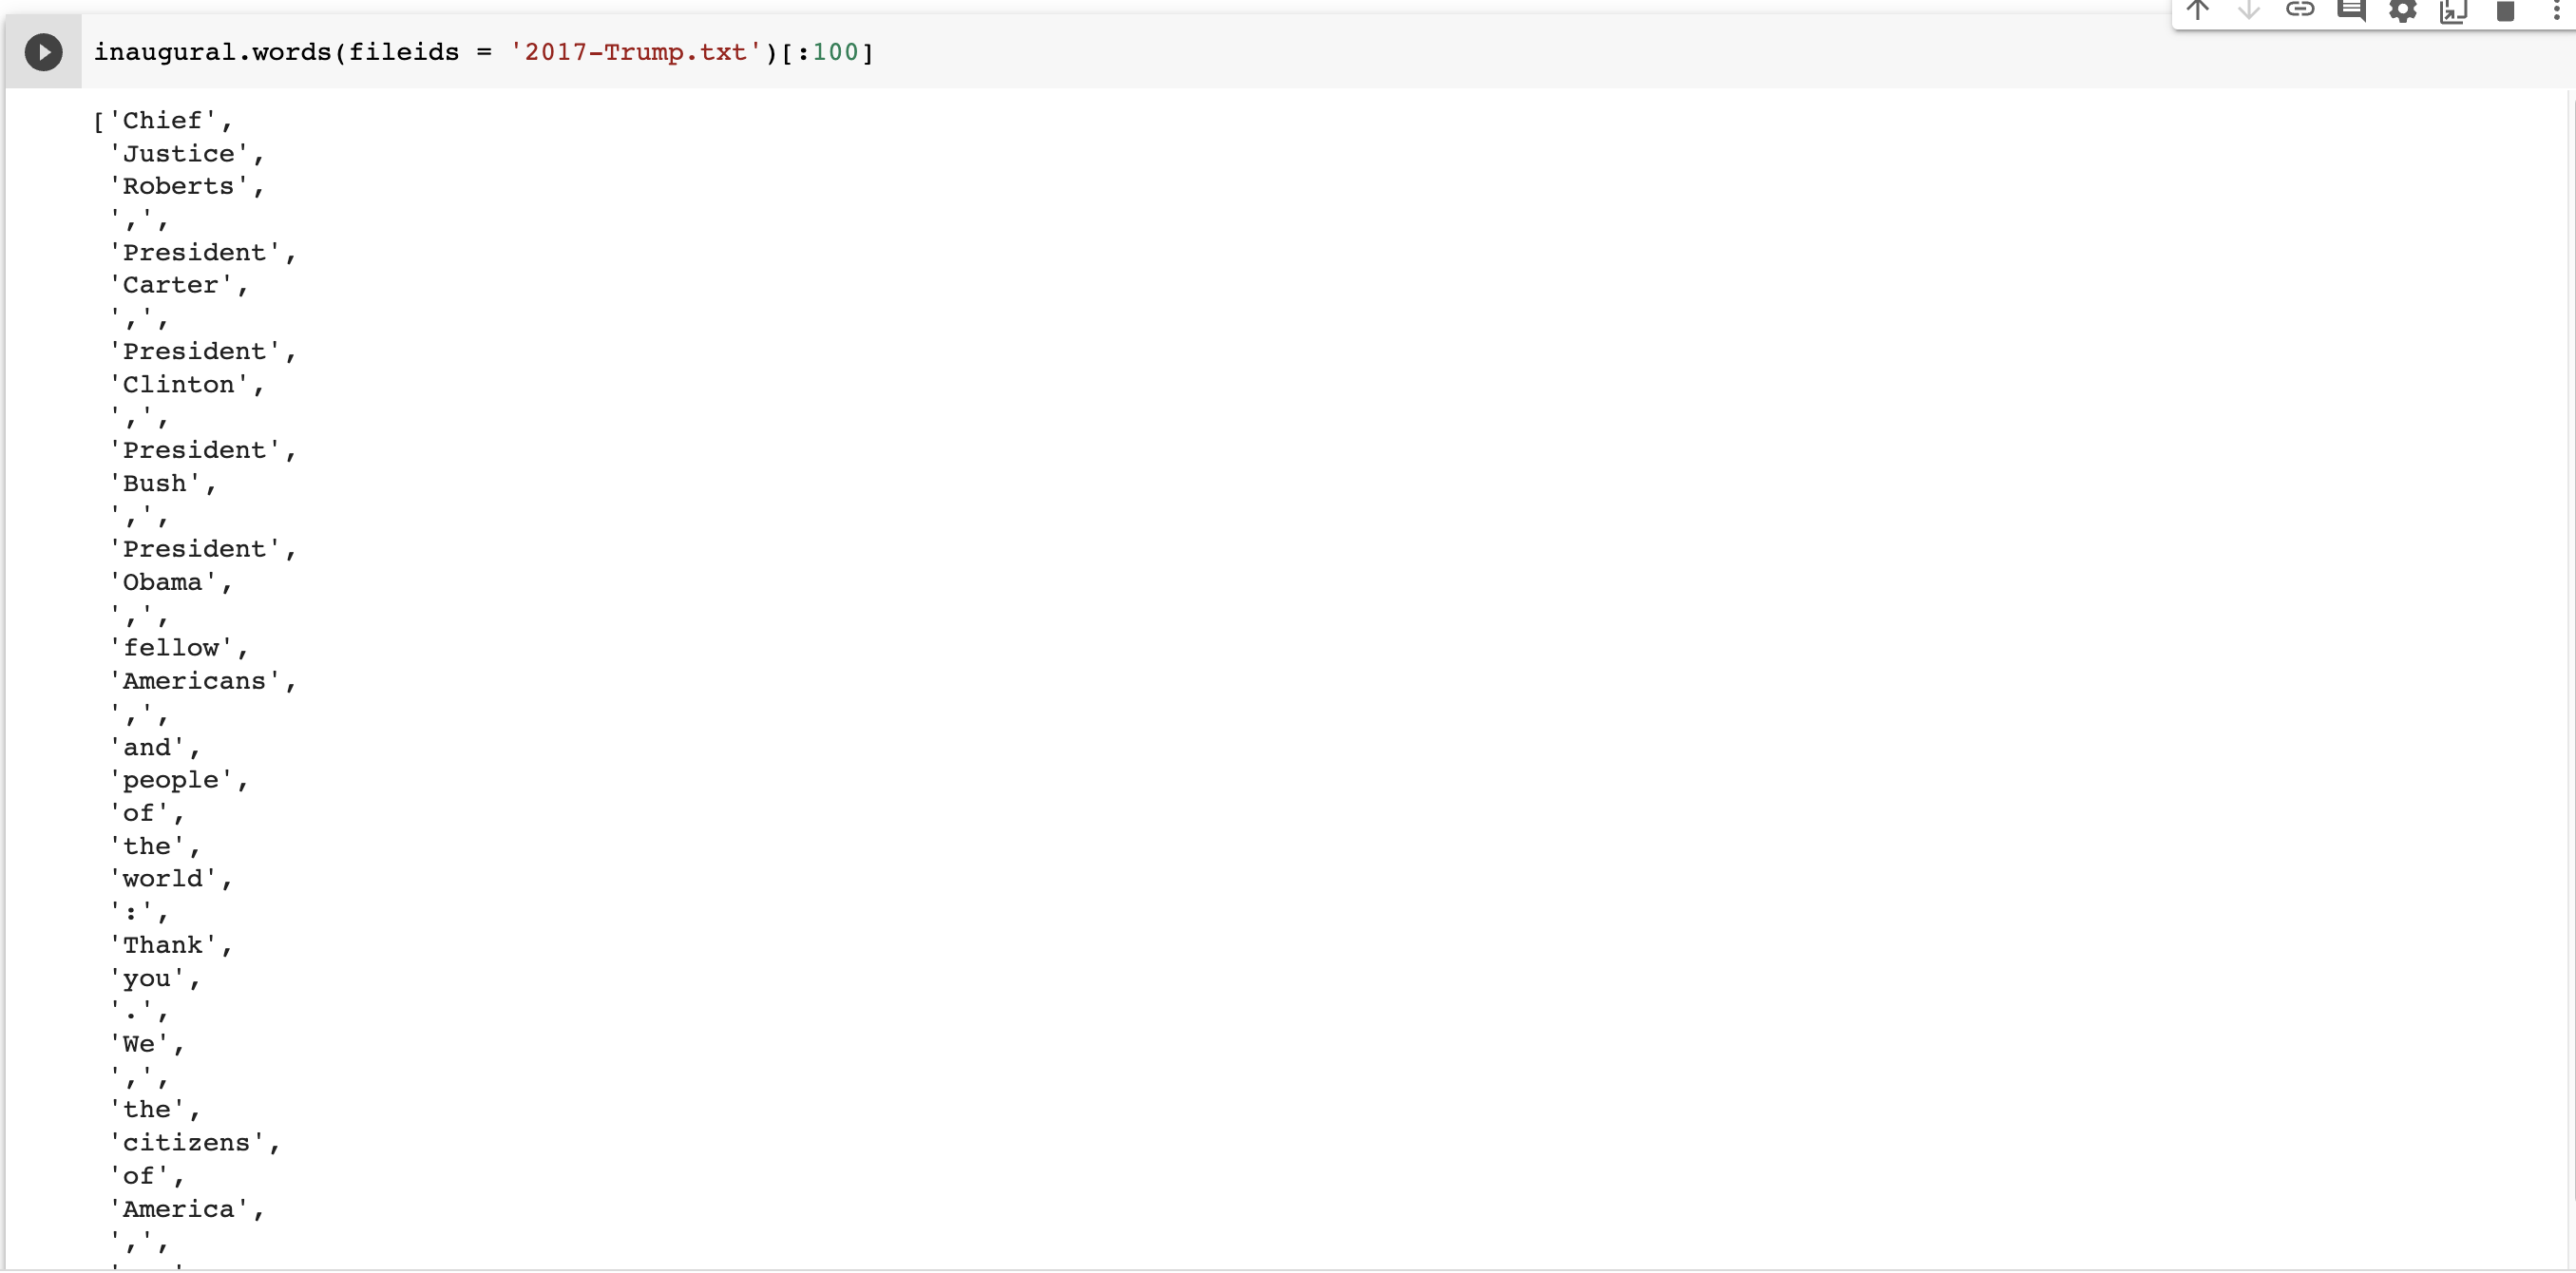 inaugural.words(fileids = '2017-Trump.txt')[:100]
['Chief',
'Justice',
'Roberts',
',',
'President',
'Carter',
',',
'President',
'Clinton',
',',
'President',
'Bush',
',',
'President',
'Obama',
',',
'fellow',
'Americans',
',',
'and',
'people',
'of',
'the',
'world',
':',
'Thank',
'you',
'.',
'We',
',',
'the',
'citizens',
'of',
'America',
',',